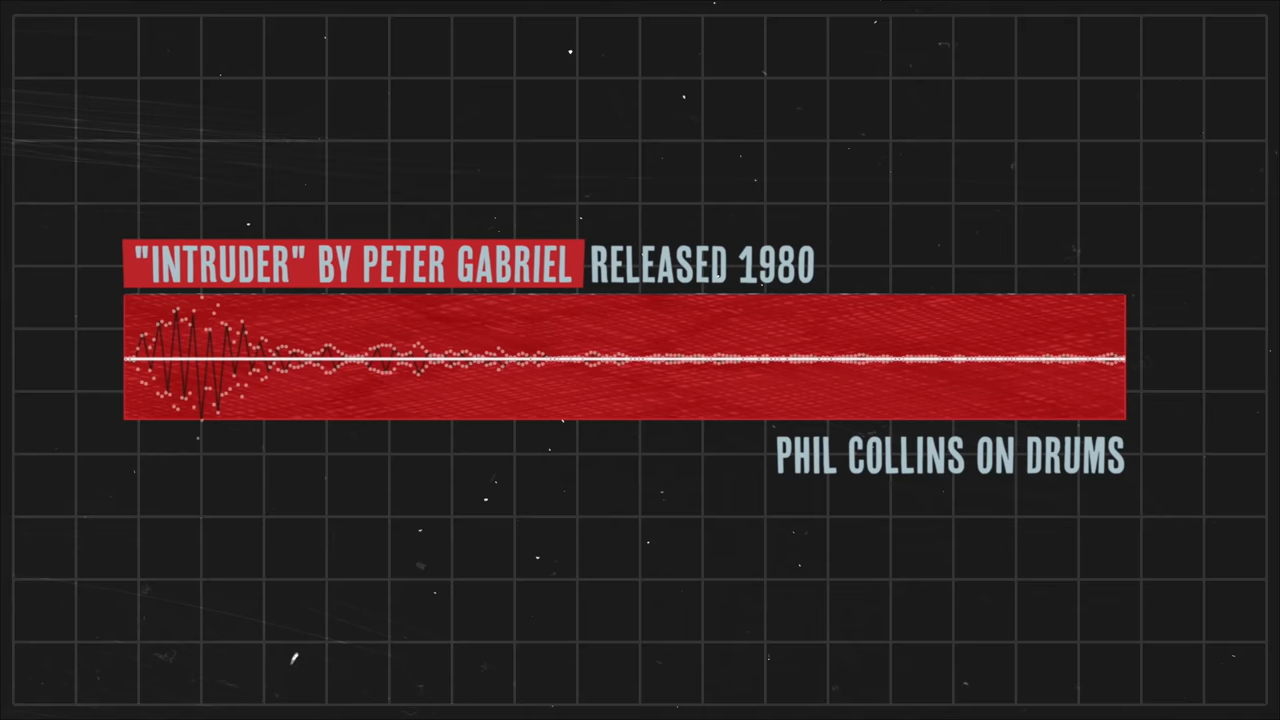 "INTRUDER" BY PETER GABRIEL RELEASED 1980
PHIL COLLINS ON DRUMS